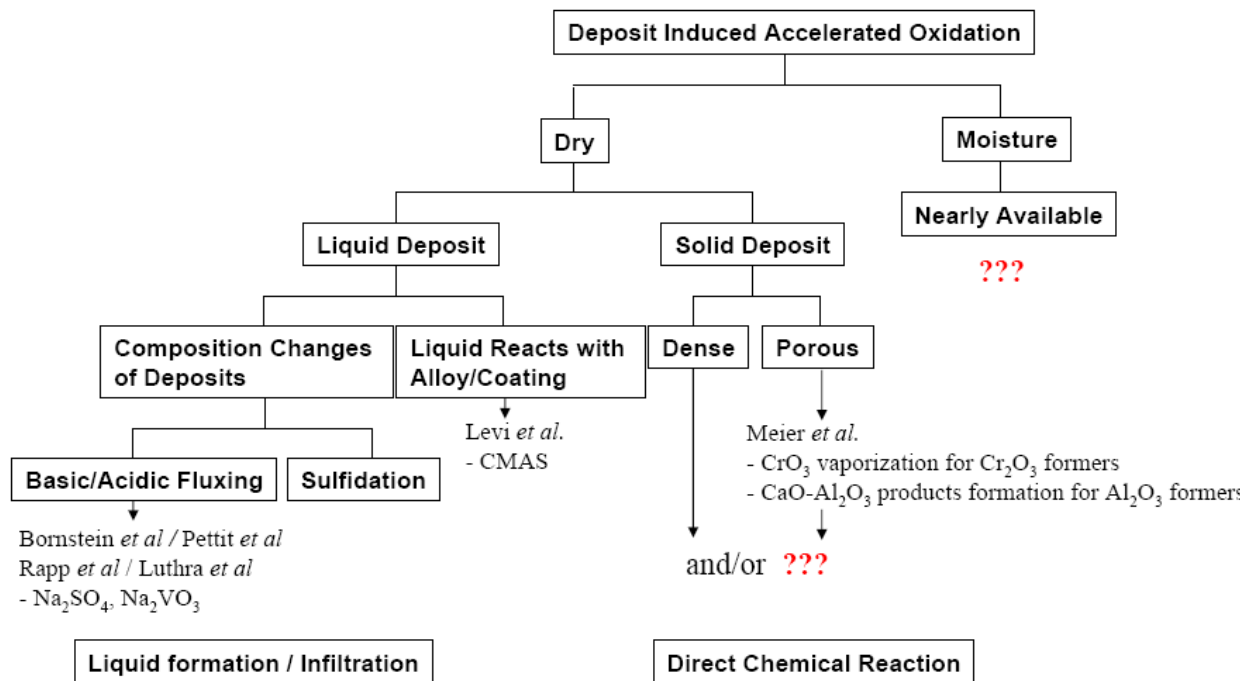 Deposit Induced Accelerated Oxidation
Dry
Moisture
Nearly Available
???
Liquid Deposit
Solid Deposit
Composition Changes
of Deposits
Liquid Reacts with
Alloy/Coating
Dense
Porous
Levi et al.
- CMAS
Meier et al.
- CrO₃ vaporization for Cr₂O₃ formers
- CaO-Al₂O₃ products formation for Al₂O₃ formers
Basic/Acidic Fluxing
Sulfidation
Bornstein et al / Pettit et al
Rapp et al / Luthra et al
- Na₂SO₄, Na₂VO₃
and/or ???
Liquid formation / Infiltration
Direct Chemical Reaction